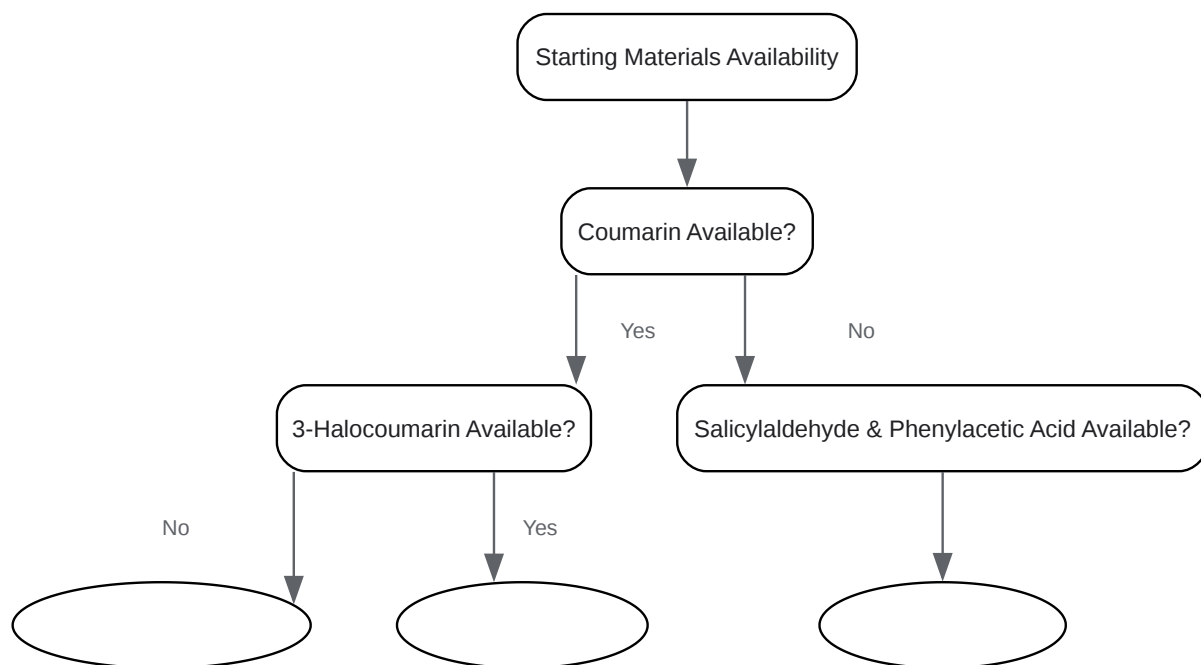 Starting Materials Availability
Coumarin Available?
Yes
No
3-Halocoumarin Available?
Salicylaldehyde & Phenylacetic Acid Available?
No
Yes